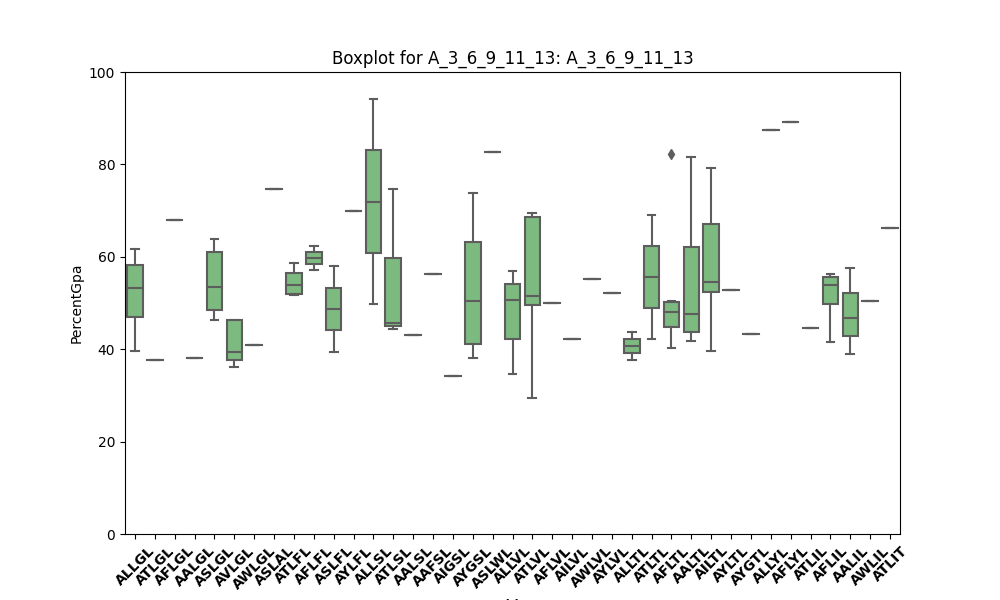 Boxplot for A_3_6_9_11_13: A_3_6_9_11_13
PercentGpa
100
80
60
40
20
0
ALLGL
ATLGL
AFLGL
AALGL
ASLGL
AVLGL
AWLGL
ASLAL
ATLFL
AFLFL
ASLFL
AYLFL
ALLSL
ATLSL
AALSL
AAFSL
AIGSL
AYGSL
ASLWL
ALLVL
ATLVL
AFLVL
AILVL
AWLVL
AYLVL
ALLTL
ATLTL
AFLTL
AALTL
AILTL
AYLTL
AYGTL
ALLYL
AFLYL
ATLIL
AFLIL
AALIL
AWLIL
ATLIT